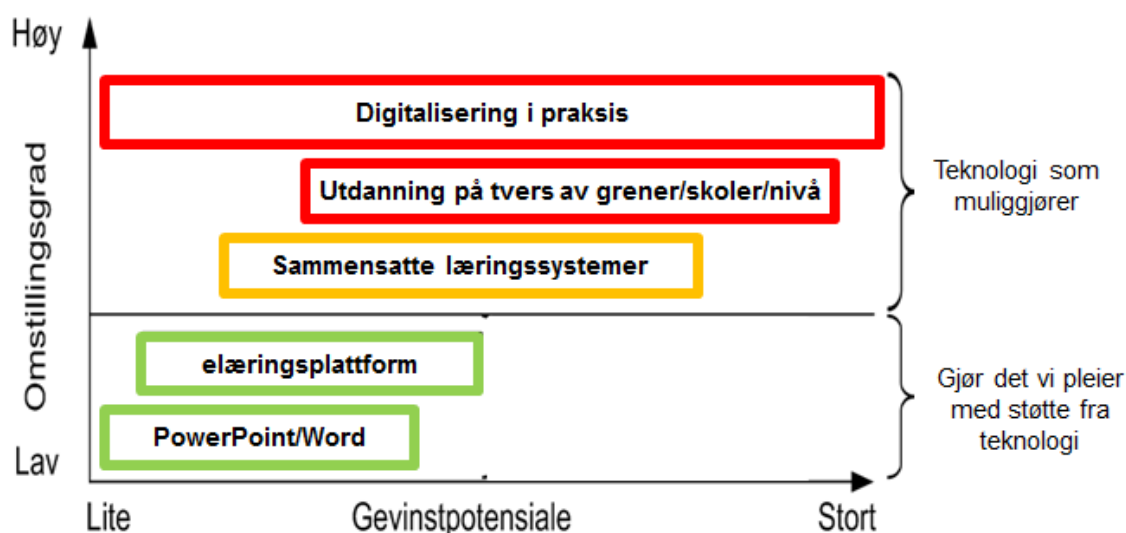 Høy
Digitalisering i praksis
Utdanning på tvers av grener/skoler/nivå
Sammensatte læringssystemer
Teknologi som
muliggjører
Omstillingsgrad
elæringsplattform
PowerPoint/Word
Gjør det vi pleier
med støtte fra
teknologi
Lav
Lite
Gevinstpotensiale
Stort